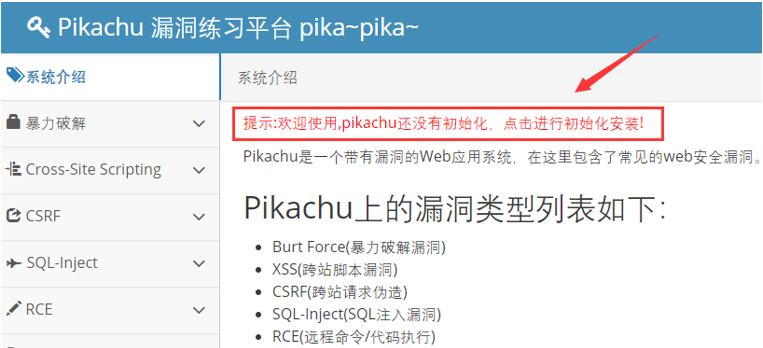 Pikachu 漏洞练习平台 pika~pika~
系统介绍
暴力破解
Cross-Site Scripting
CSRF
SQL-Inject
RCE
系统介绍
提示:欢迎使用,pikachu还没有初始化，点击进行初始化安装!
Pikachu是一个带有漏洞的Web应用系统，在这里包含了常见的web安全漏洞。
Pikachu上的漏洞类型列表如下：
Burt Force(暴力破解漏洞)
XSS(跨站脚本漏洞)
CSRF(跨站请求伪造)
SQL-Inject(SQL注入漏洞)
RCE(远程命令/代码执行)